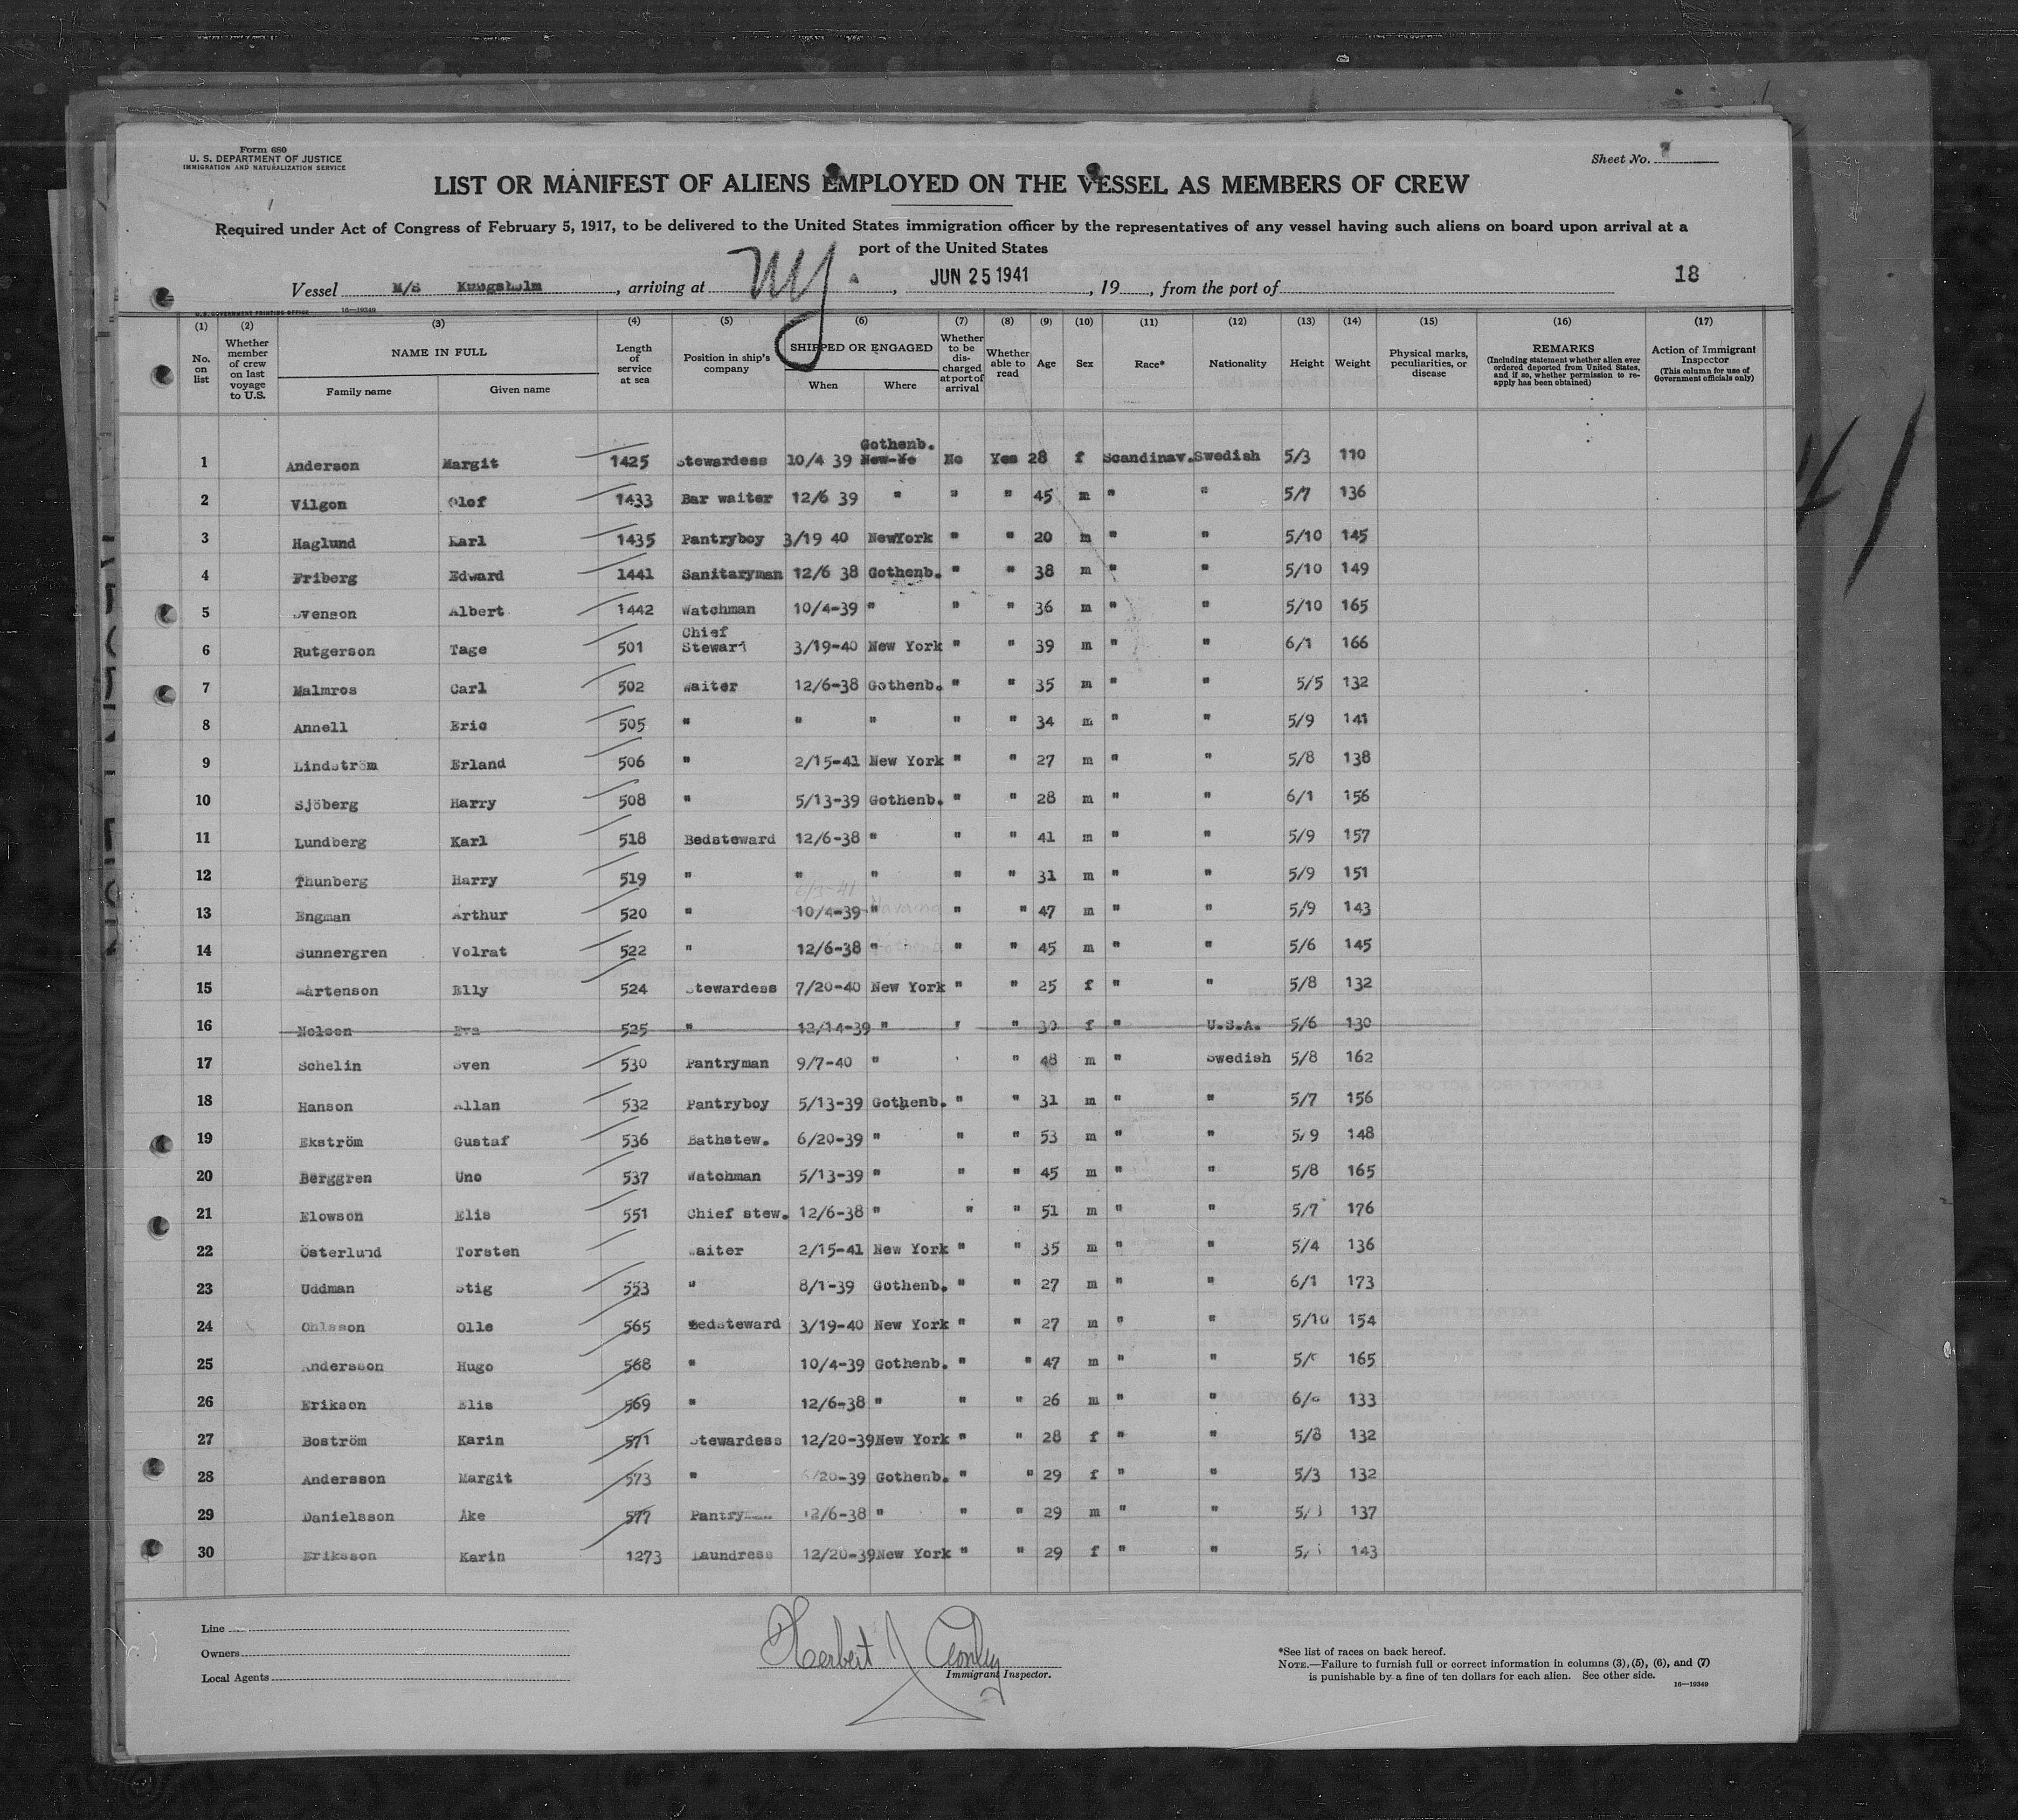 Form 680
U. S. DEPARTMENT OF JUSTICE
IMMIGRATION AND NATURALIZATION SERVICE
Sheet No.
LIST OR MANIFEST OF ALIENS EMPLOYED ON THE VESSEL AS MEMBERS OF CREW
Required under Act of Congress of February 5, 1917, to be delivered to the United States immigration officer by the representatives of any vessel having such aliens on board upon arrival at a
port of the United States
Vessel M/S Kungsholm, arriving at NY, JUN 25 1941, 19, from the port of 18
U.S. GOVERNMENT PRINTING OFFICE 16—19349
(1) (2) (3) (4) (5) (6) (7) (8) (9) (10) (11) (12) (13) (14) (15) (16) (17)
No. on list Whether member of crew on last voyage to U.S. NAME IN FULL Family name Given name Length of service at sea Position in ship's company SHIPPED OR ENGAGED When Where Whether to be discharged at port of arrival Whether able to read Age Sex Race* Nationality Height Weight Physical marks, peculiarities, or disease REMARKS (Including statement whether alien ever ordered deported from United States, and if so, whether permission to reapply has been obtained) Action of Immigrant Inspector (This column for use of Government officials only)
Gothenb.
1 Anderson Margit 1425 Stewardess 10/4 39 New-Yo No Yes 28 f Scandinav. Swedish 5/3 110
2 Vilgon Olof 1433 Bar waiter 12/6 39 " " " 45 m " " 5/7 136
3 Haglund Karl 1435 Pantryboy 3/19 40 NewYork " " 20 m " " 5/10 145
4 Friberg Edward 1441 Sanitaryman 12/6 38 Gothenb. " " 38 m " " 5/10 149
5 Svenson Albert 1442 Watchman 10/4-39 " " " 36 m " " 5/10 165
6 Rutgerson Tage 501 Chief Steward 3/19-40 New York " " 39 m " " 6/1 166
7 Malmros Carl 502 Waiter 12/6-38 Gothenb. " " 35 m " " 5/5 132
8 Annell Eric 505 " " " " " 34 m " " 5/9 141
9 Lindström Erland 506 " 2/15-41 New York " " 27 m " " 5/8 138
10 Sjöberg Harry 508 " 5/13-39 Gothenb. " " 28 m " " 6/1 156
11 Lundberg Karl 518 Bedsteward 12/6-38 " " " 41 m " " 5/9 157
12 Thunberg Harry 519 " " " " " 31 m " " 5/9 151
6/3-41 Havana
13 Engman Arthur 520 " 10/4-39 " " " 47 m " " 5/9 143
Gothenb
14 Sunnergren Volrat 522 " 12/6-38 " " " 45 m " " 5/6 145
15 Mårtenson Elly 524 Stewardess 7/20-40 New York " " 25 f " " 5/8 132
16 Nelson Eva 525 " 12/14-39 " " " 30 f " U.S.A. 5/6 130
17 Schelin Sven 530 Pantryman 9/7-40 " ' " 48 m " Swedish 5/8 162
18 Hanson Allan 532 Pantryboy 5/13-39 Gothenb. " " 31 m " " 5/7 156
19 Ekström Gustaf 536 Bathstew. 6/20-39 " " " 53 m " " 5/9 148
20 Berggren Uno 537 Watchman 5/13-39 " " " 45 m " " 5/8 165
21 Elowson Elis 551 Chief stew. 12/6-38 " " " 51 m " " 5/7 176
22 Österlund Torsten Waiter 2/15-41 New York " " 35 m " " 5/4 136
23 Uddman Stig 553 " 8/1-39 Gothenb. " " 27 m " " 6/1 173
24 Ohlsson Olle 565 Bedsteward 3/19-40 New York " " 27 m " " 5/10 154
25 Andersson Hugo 568 " 10/4-39 Gothenb. " " 47 m " " 5/ 165
26 Erikson Elis 569 " 12/6-38 " " " 26 m " " 6/ 133
27 Boström Karin 571 Stewardess 12/20-39 New York " " 28 f " " 5/8 132
28 Andersson Margit 573 " 6/20-39 Gothenb. " " 29 f " " 5/3 132
29 Danielsson Åke 577 Pantryman 12/6-38 " " " 29 m " " 5/ 137
30 Eriksson Karin 1273 Laundress 12/20-39 New York " " 29 f " " 5/ 143
Line
Owners
Local Agents
Herbert J Conley
Immigrant Inspector.
*See list of races on back hereof.
NOTE.—Failure to furnish full or correct information in columns (3), (5), (6), and (7)
is punishable by a fine of ten dollars for each alien. See other side.
16—19349